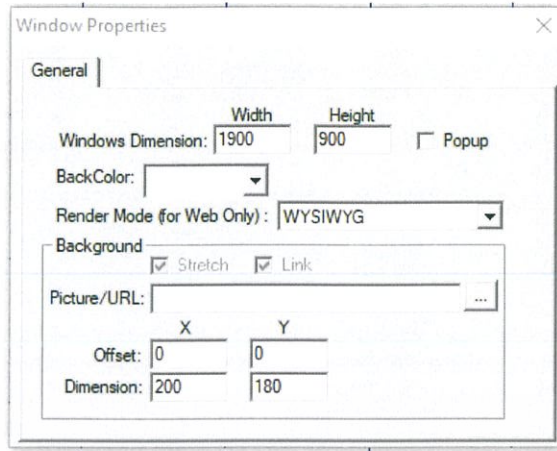 Window Properties
General
Width Height
Windows Dimension: 1900 900 Popup
BackColor:
Render Mode (for Web Only) : WYSIWYG
Background
Stretch Link
Picture/URL: ...
X Y
Offset: 0 0
Dimension: 200 180